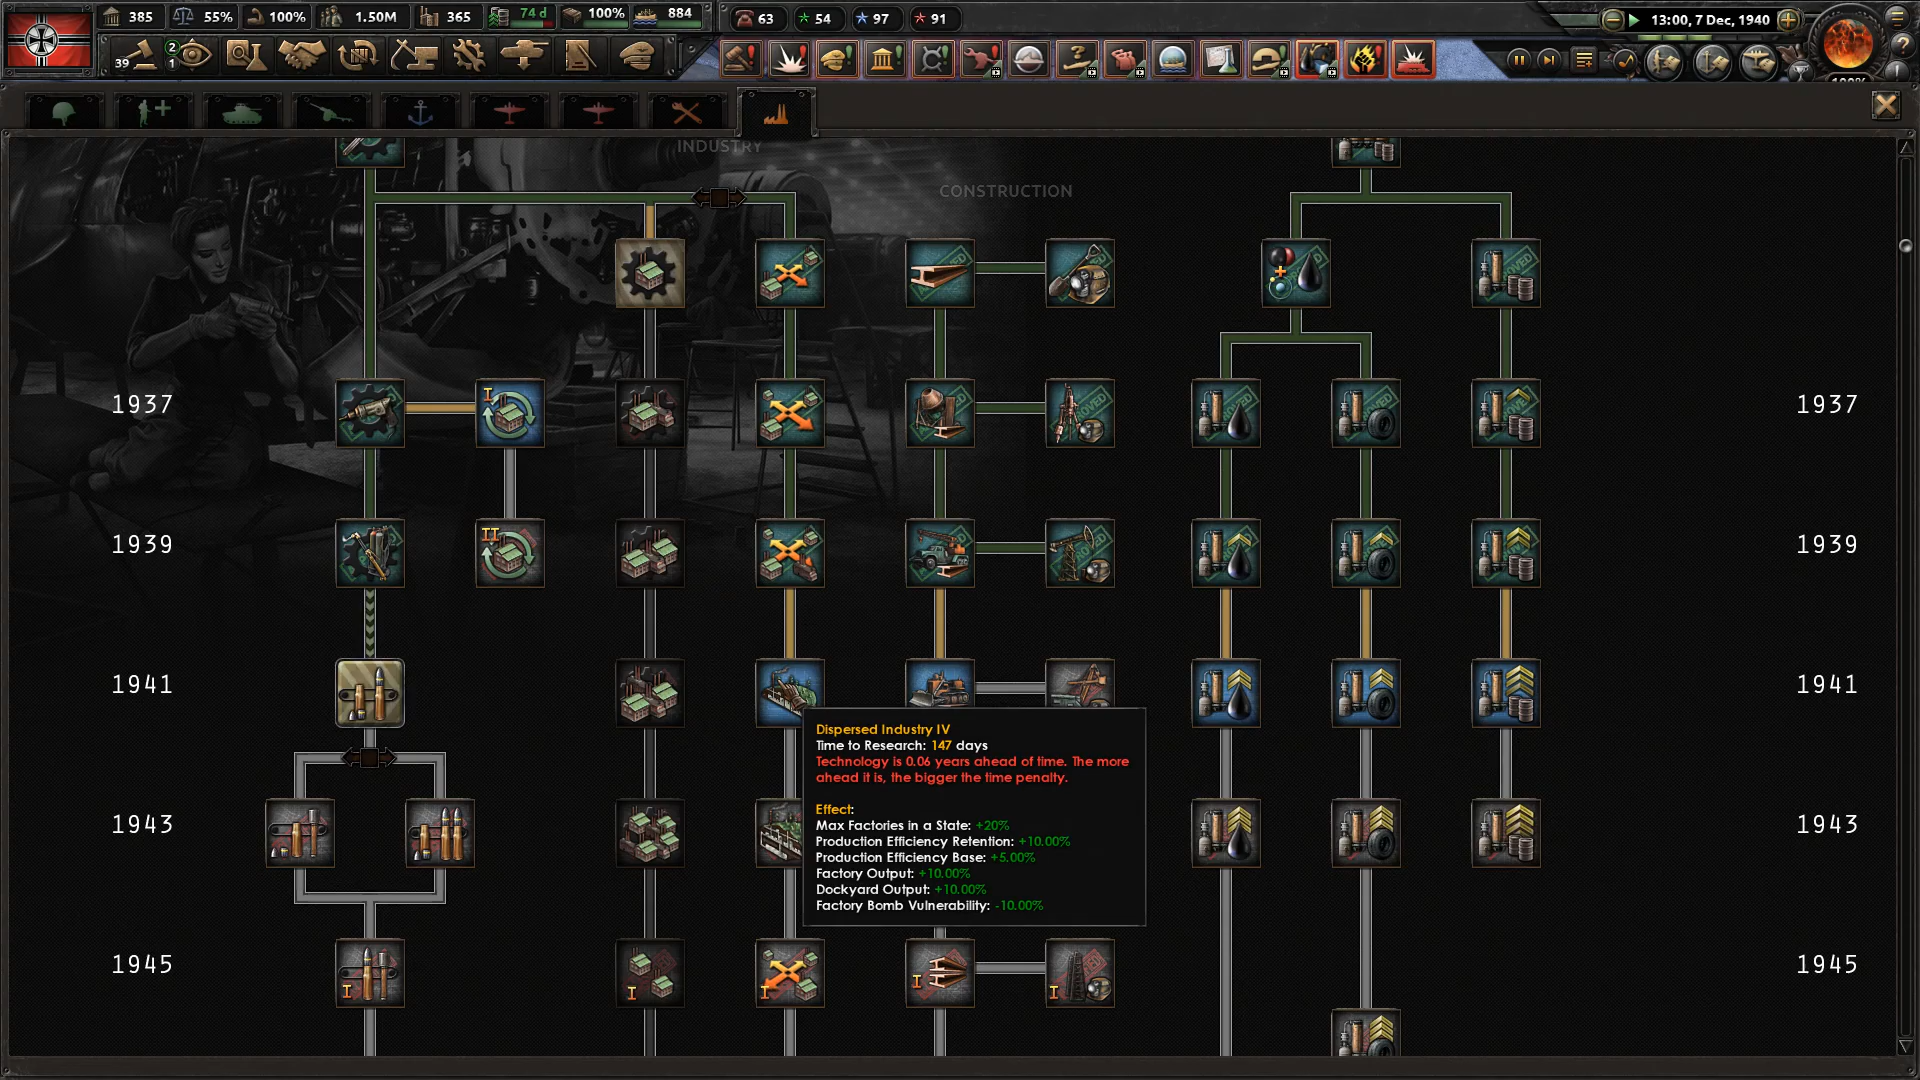 385
55%
100%
1.50M
365
74 d
100%
884
63
54
97
91
13:00, 7 Dec, 1940
39
2
1
INDUSTRY
CONSTRUCTION
1937
I
1937
1939
II
1939
1941
1941
Dispersed Industry IV
Time to Research: 147 days
Technology is 0.06 years ahead of time. The more
ahead it is, the bigger the time penalty.
Effect:
Max Factories in a State: +20%
Production Efficiency Retention: +10.00%
Production Efficiency Base: +5.00%
Factory Output: +10.00%
Dockyard Output: +10.00%
Factory Bomb Vulnerability: -10.00%
1943
1943
1945
I
I
I
I
I
1945